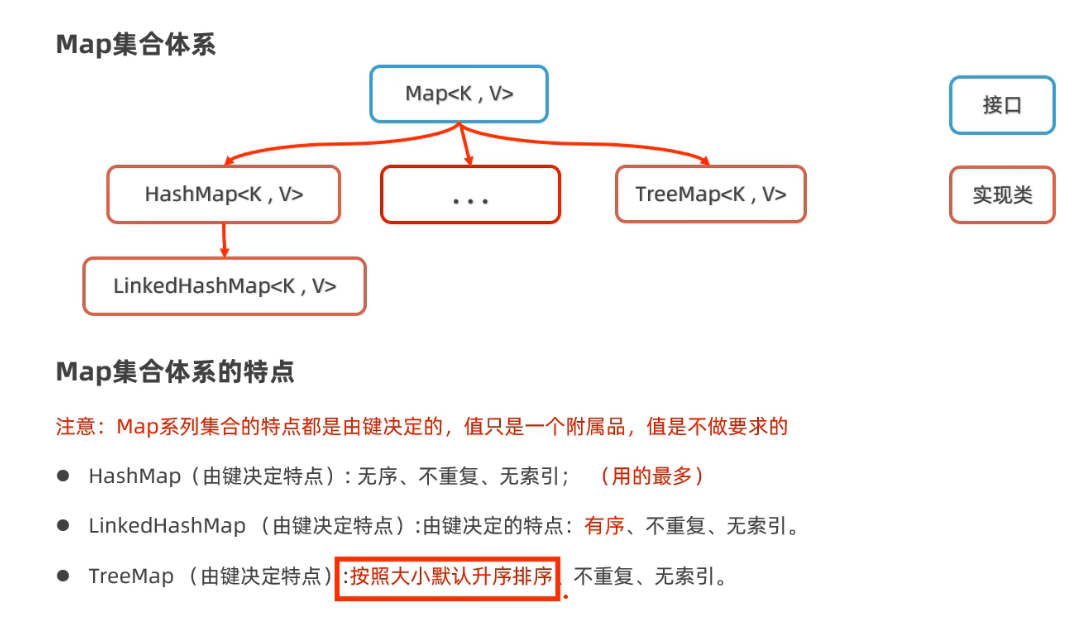 Map集合体系
Map<K , V>
接口
HashMap<K , V>
...
TreeMap<K , V>
实现类
LinkedHashMap<K , V>
Map集合体系的特点
注意：Map系列集合的特点都是由键决定的，值只是一个附属品，值是不做要求的
● HashMap（由键决定特点）: 无序、不重复、无索引； （用的最多）
● LinkedHashMap （由键决定特点）:由键决定的特点：有序、不重复、无索引。
● TreeMap （由键决定特点）:按照大小默认升序排序、不重复、无索引。